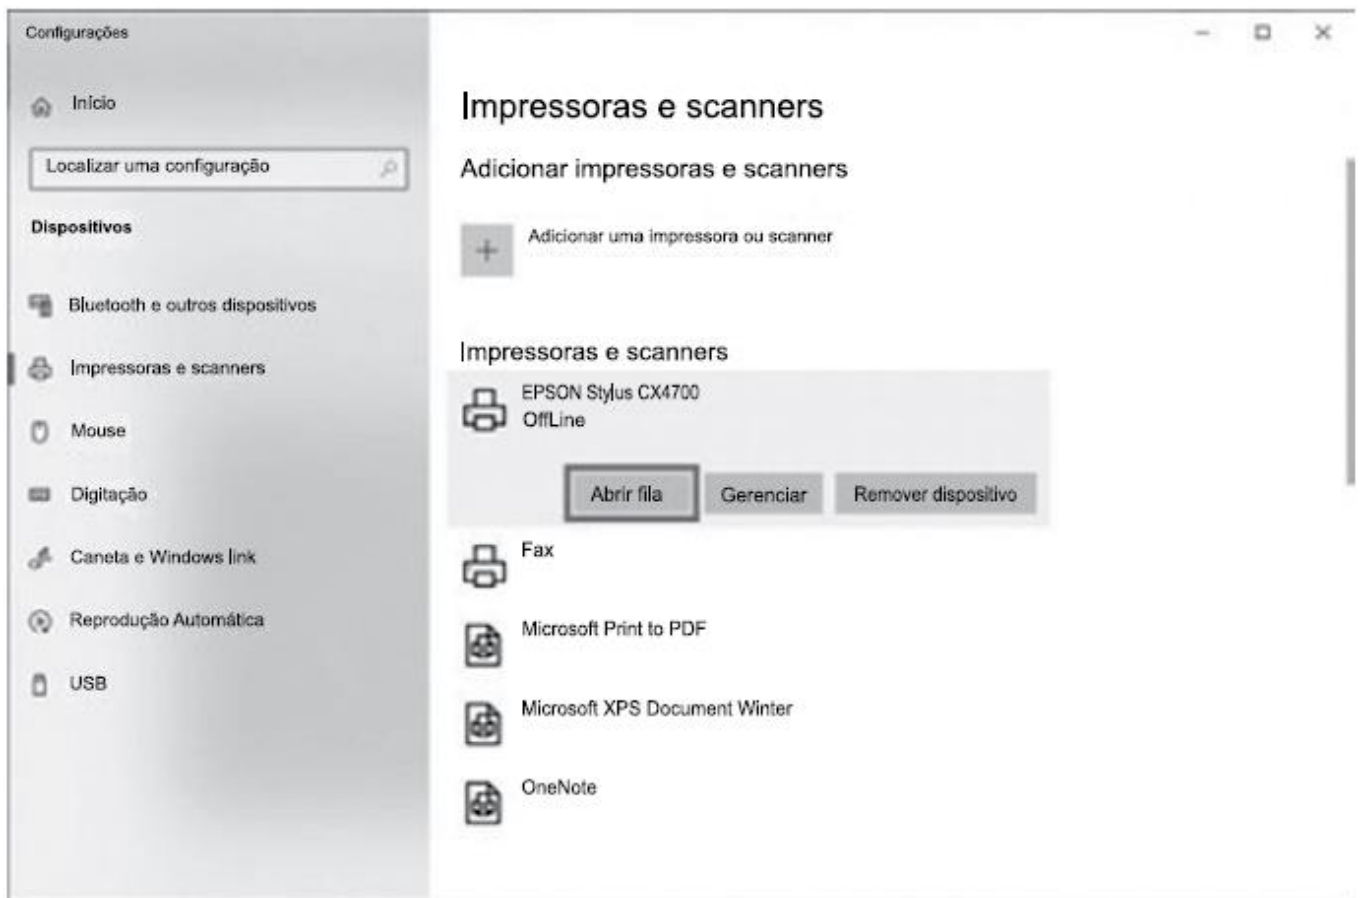 Configurações
Início
Localizar uma configuração
Dispositivos
Bluetooth e outros dispositivos
Impressoras e scanners
Mouse
Digitação
Caneta e Windows link
Reprodução Automática
USB
Impressoras e scanners
Adicionar impressoras e scanners
Adicionar uma impressora ou scanner
Impressoras e scanners
EPSON Stylus CX4700
OffLine
Abrir fila Gerenciar Remover dispositivo
Fax
Microsoft Print to PDF
Microsoft XPS Document Winter
OneNote